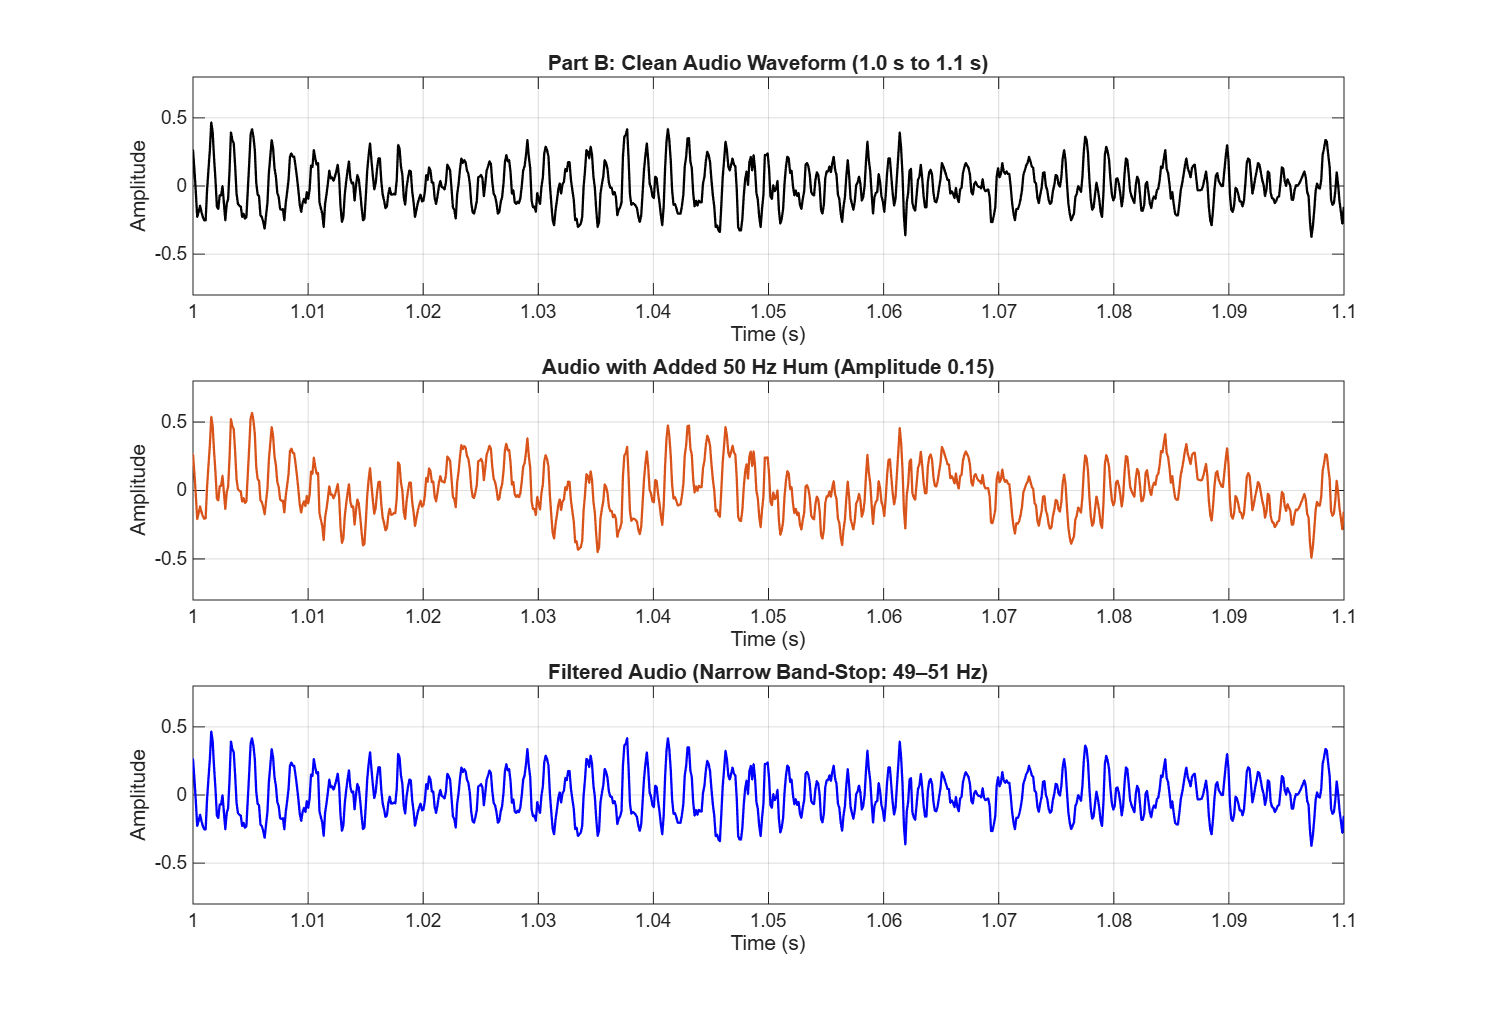 Part B: Clean Audio Waveform (1.0 s to 1.1 s)
Amplitude
0.5
0
-0.5
1 1.01 1.02 1.03 1.04 1.05 1.06 1.07 1.08 1.09 1.1
Time (s)
Audio with Added 50 Hz Hum (Amplitude 0.15)
Amplitude
0.5
0
-0.5
1 1.01 1.02 1.03 1.04 1.05 1.06 1.07 1.08 1.09 1.1
Time (s)
Filtered Audio (Narrow Band-Stop: 49–51 Hz)
Amplitude
0.5
0
-0.5
1 1.01 1.02 1.03 1.04 1.05 1.06 1.07 1.08 1.09 1.1
Time (s)